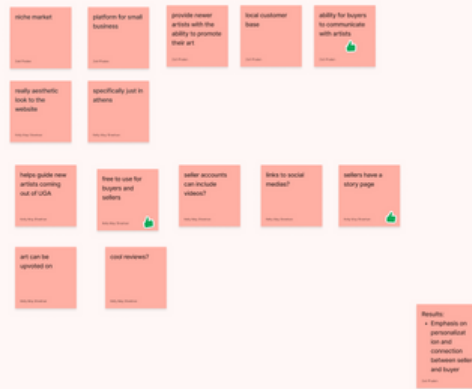 niche market
platform for small
business
provide newer
artists with the
ability to promote
their art
local customer
base
ability for buyers
to communicate
with artists
really aesthetic
look to the
website
specifically just in
athens
helps guide new
artists coming
out of UGA
free to use for
buyers and
sellers
seller accounts
can include
videos?
links to social
medias?
sellers have a
story page
art can be
upvoted on
cool reviews?
Results:
• Emphasis on
personalizat
ion and
connection
between seller
and buyer